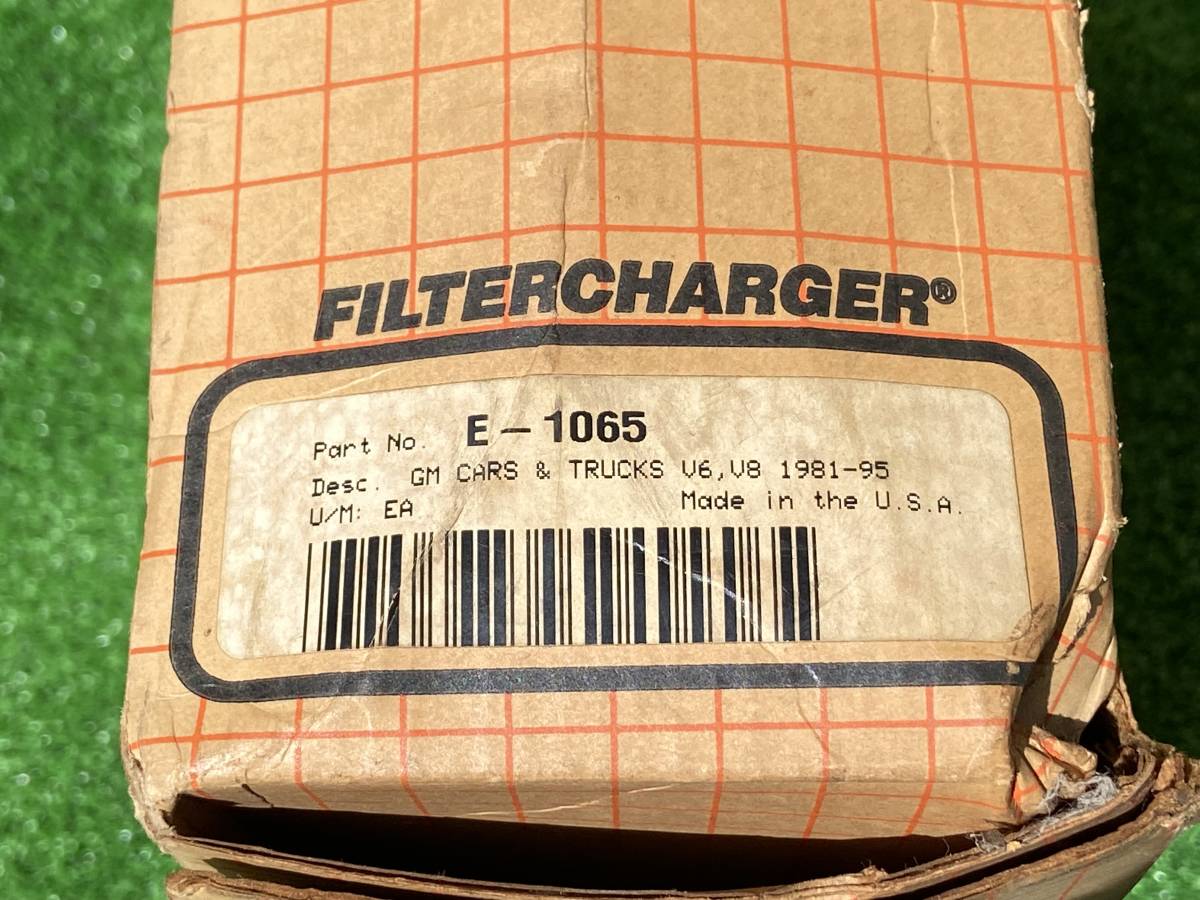 FILTERCHARGER®
Part No. E-1065
Desc. GM CARS & TRUCKS V6,V8 1981-95
U/M: EA Made in the U.S.A.